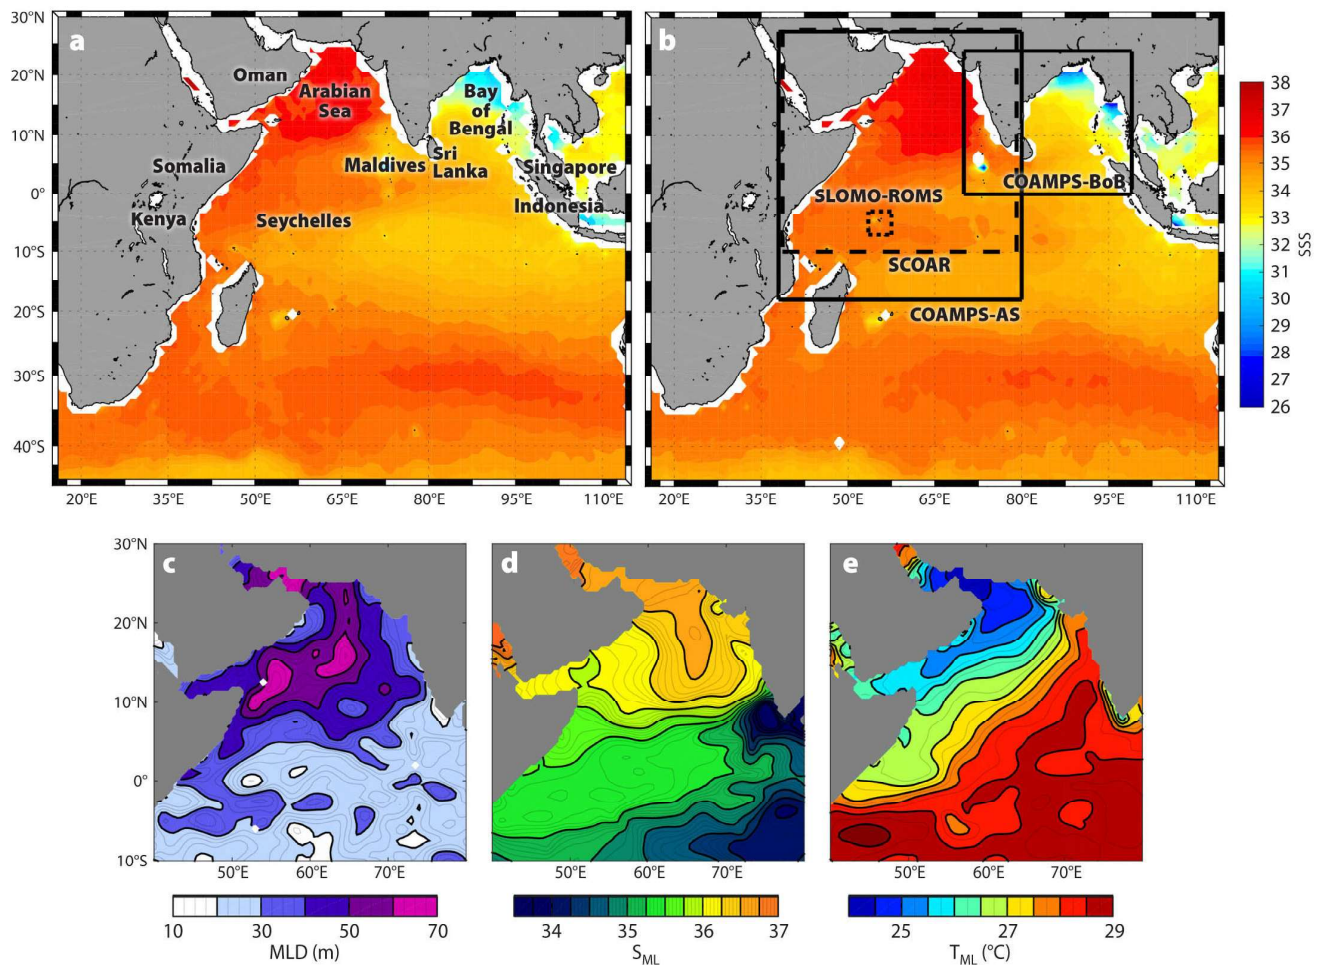 a
30°N
20°N
10°N
0°
10°S
20°S
30°S
40°S
Oman
Arabian
Sea
Bay
of
Bengal
Somalia
Maldives
Sri
Lanka
Singapore
Kenya
Seychelles
Indonesia
20°E
35°E
50°E
65°E
80°E
95°E
110°E
b
SLOMO-ROMS
COAMPS-BoB
SCOAR
COAMPS-AS
20°E
35°E
50°E
65°E
80°E
95°E
110°E
38
37
36
35
34
33
32
31
30
29
28
27
26
SSS
c
30°N
20°N
10°N
0°
10°S
50°E
60°E
70°E
10
20
30
40
50
60
70
MLD (m)
d
50°E
60°E
70°E
34
35
36
37
SML
e
50°E
60°E
70°E
25
27
29
TML (°C)